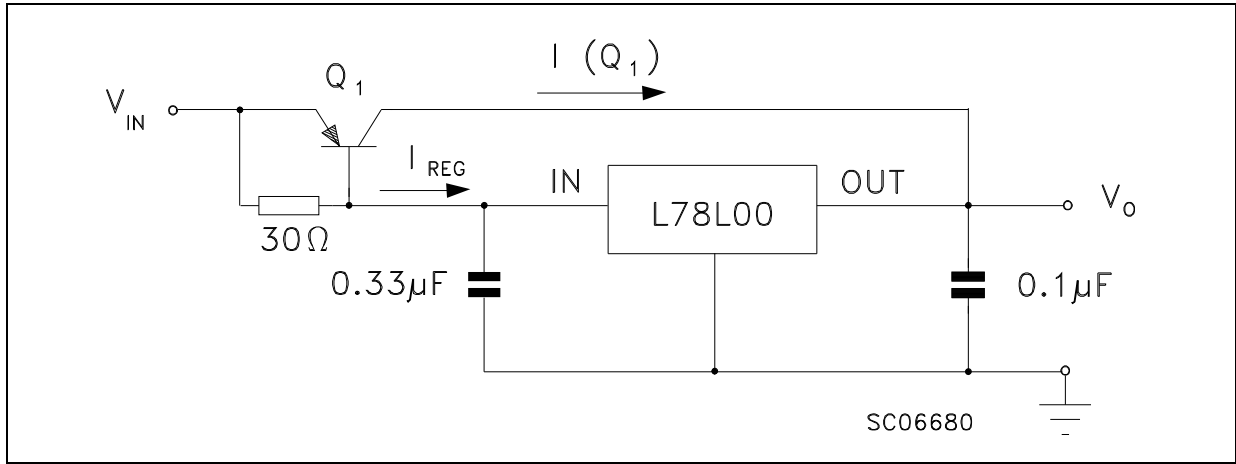 I (Q1)
Q1
VIN
IREG
IN
OUT
VO
L78L00
30Ω
0.33µF
0.1µF
SC06680